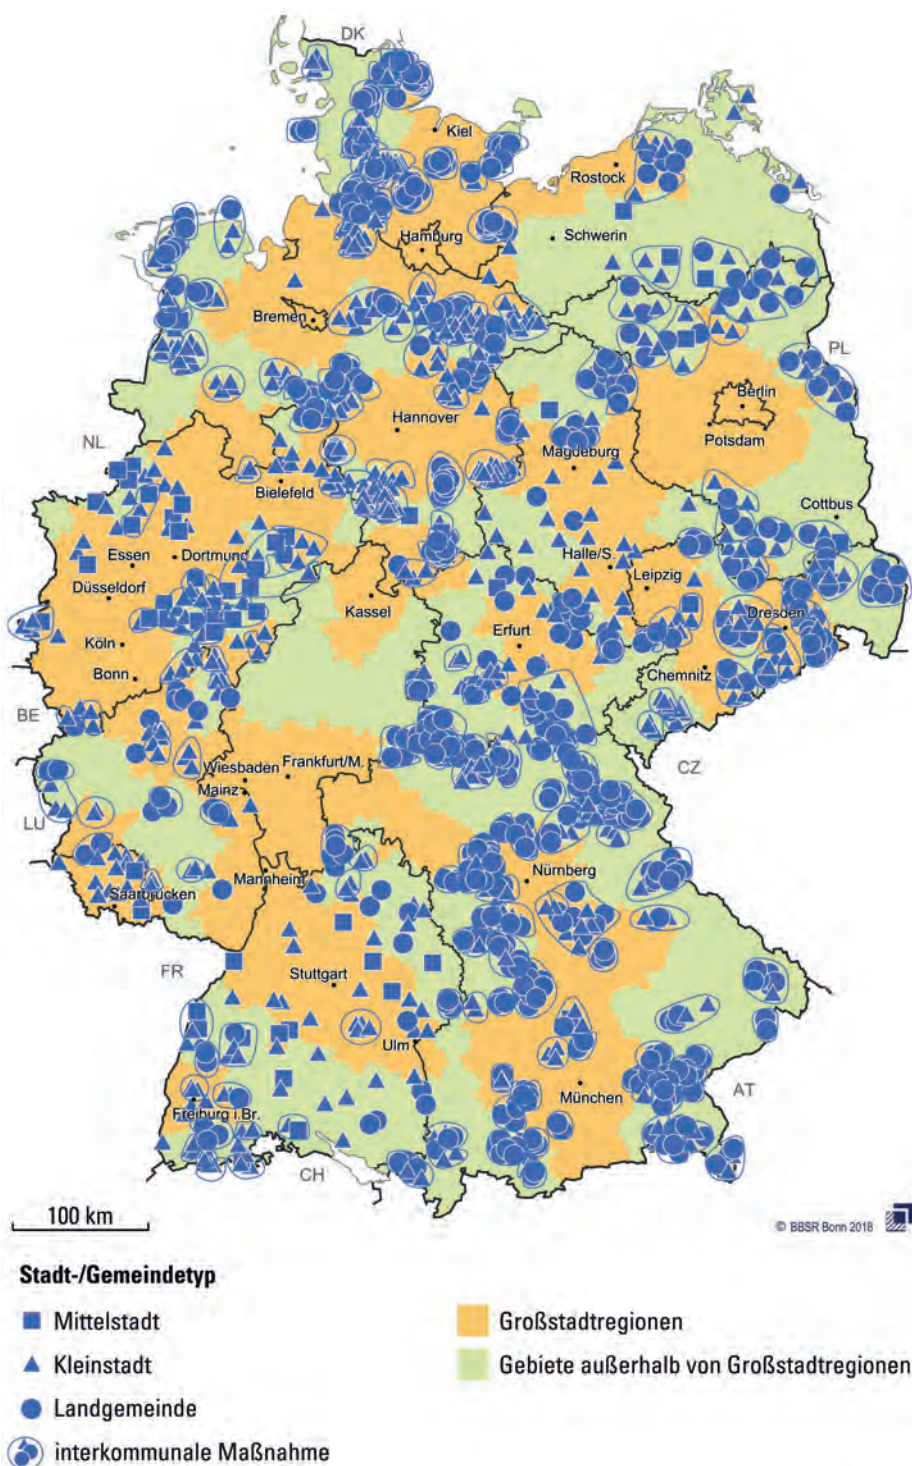 DK
Kiel
Rostock
Schwerin
Hamburg
Bremen
PL
Berlin
Hannover
Potsdam
NL
Magdeburg
Bielefeld
Cottbus
Essen
Dortmund
Halle/S.
Leipzig
Düsseldorf
Kassel
Erfurt
Dresden
Köln
Chemnitz
Bonn
BE
Frankfurt/M.
Wiesbaden
CZ
Mainz
LU
Mannheim
Nürnberg
Saarbrücken
FR
Stuttgart
Ulm
AT
München
Freiburg i.Br.
CH
100 km
© BBSR Bonn 2018
Stadt-/Gemeindetyp
Mittelstadt
Großstadtregionen
Kleinstadt
Gebiete außerhalb von Großstadtregionen
Landgemeinde
interkommunale Maßnahme